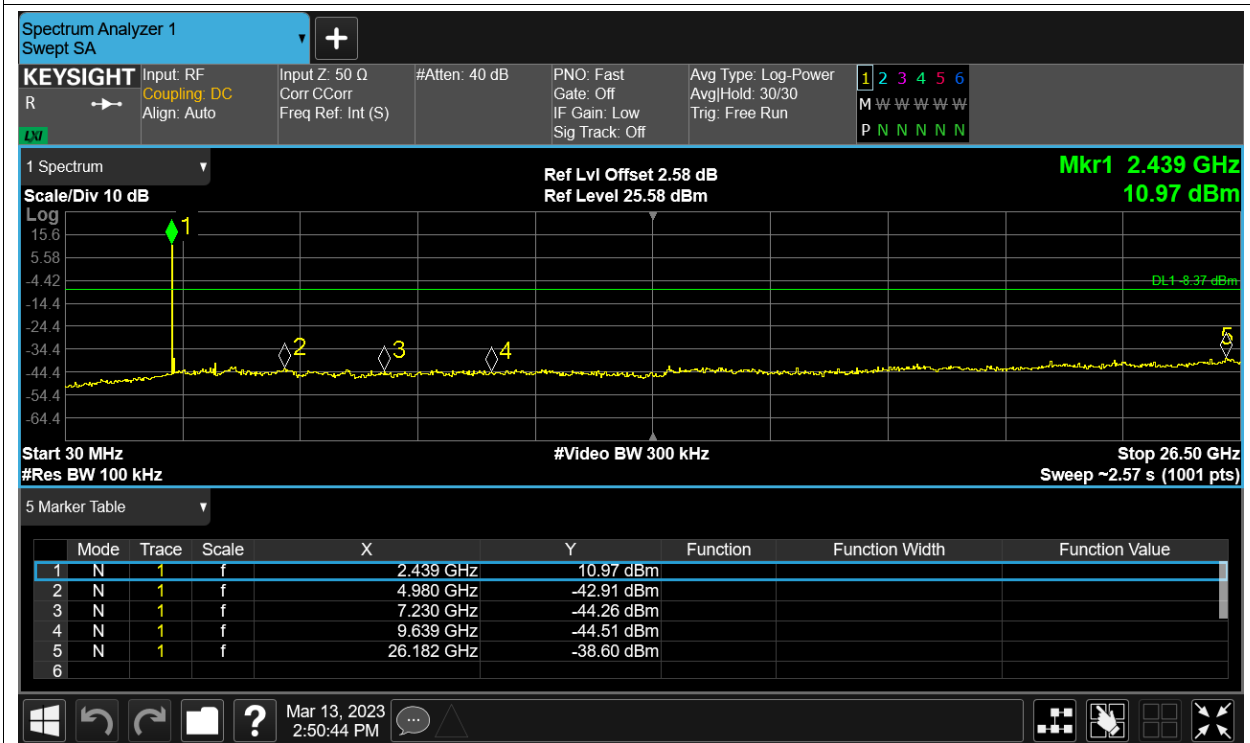 Spectrum Analyzer 1
Swept SA
KEYSIGHT
R
LXI
Input: RF
Coupling: DC
Align: Auto
Input Z: 50 Ω
Corr CCorr
Freq Ref: Int (S)
#Atten: 40 dB
PNO: Fast
Gate: Off
IF Gain: Low
Sig Track: Off
Avg Type: Log-Power
Avg|Hold: 30/30
Trig: Free Run
1 2 3 4 5 6
M W W W W W
P N N N N N
1 Spectrum
Scale/Div 10 dB
Ref Lvl Offset 2.58 dB
Ref Level 25.58 dBm
Mkr1 2.439 GHz
10.97 dBm
Log
15.6
5.58
-4.42
-14.4
-24.4
-34.4
-44.4
-54.4
-64.4
1
2
3
4
5
DL1 -8.37 dBm
Start 30 MHz
#Res BW 100 kHz
#Video BW 300 kHz
Stop 26.50 GHz
Sweep ~2.57 s (1001 pts)
5 Marker Table
Mode Trace Scale X Y Function Function Width Function Value
1 N 1 f 2.439 GHz 10.97 dBm
2 N 1 f 4.980 GHz -42.91 dBm
3 N 1 f 7.230 GHz -44.26 dBm
4 N 1 f 9.639 GHz -44.51 dBm
5 N 1 f 26.182 GHz -38.60 dBm
6
?
Mar 13, 2023
2:50:44 PM